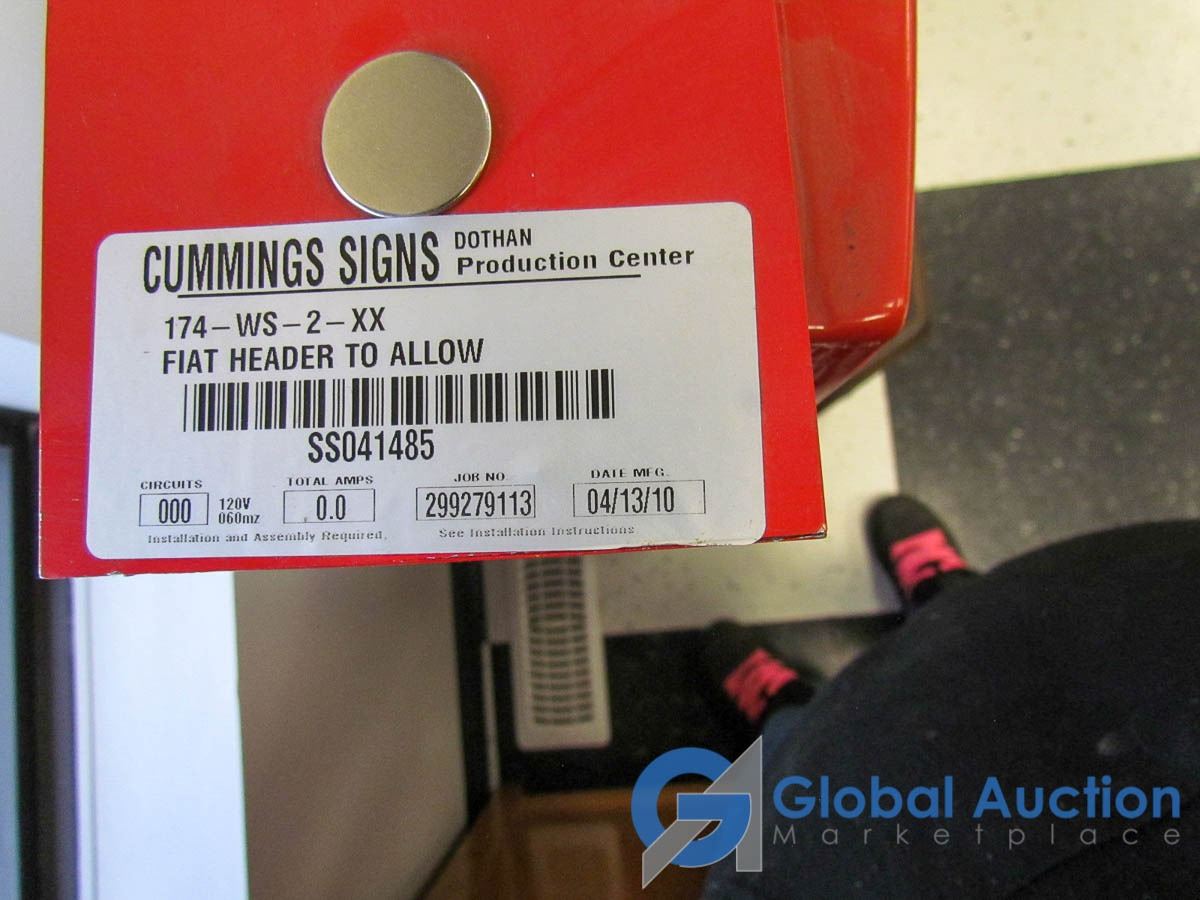 CUMMINGS SIGNS DOTHAN
Production Center
174-WS-2-XX
FIAT HEADER TO ALLOW
SS041485
CIRCUITS TOTAL AMPS JOB NO DATE MFG.
000 120V 060mz 0.0 299279113 04/13/10
Installation and Assembly Required, See Installation Instructions
GA Global Auction
Marketplace